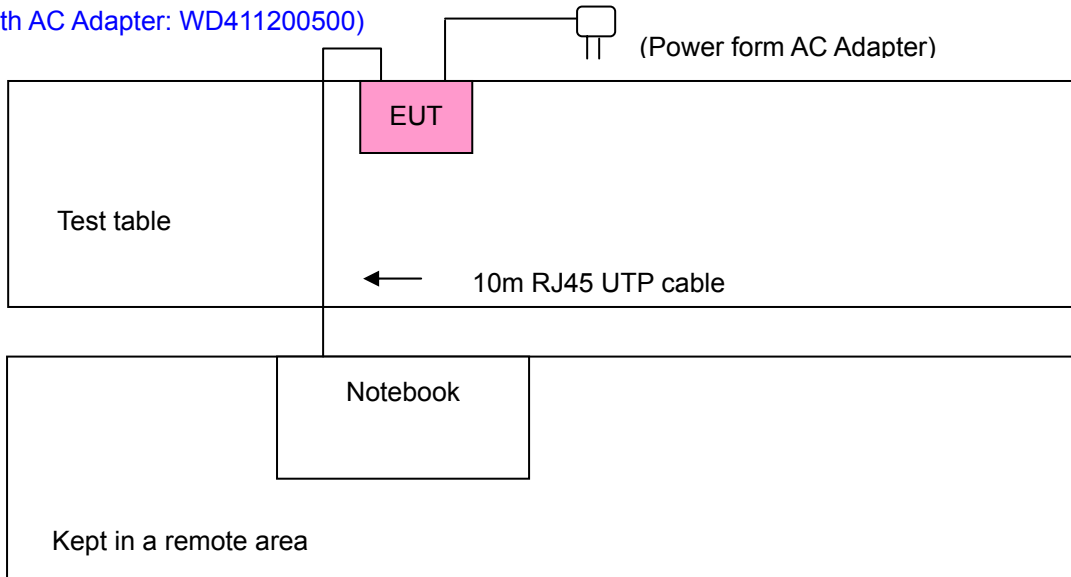 th AC Adapter: WD411200500)
(Power form AC Adapter)
EUT
Test table
10m RJ45 UTP cable
Notebook
Kept in a remote area